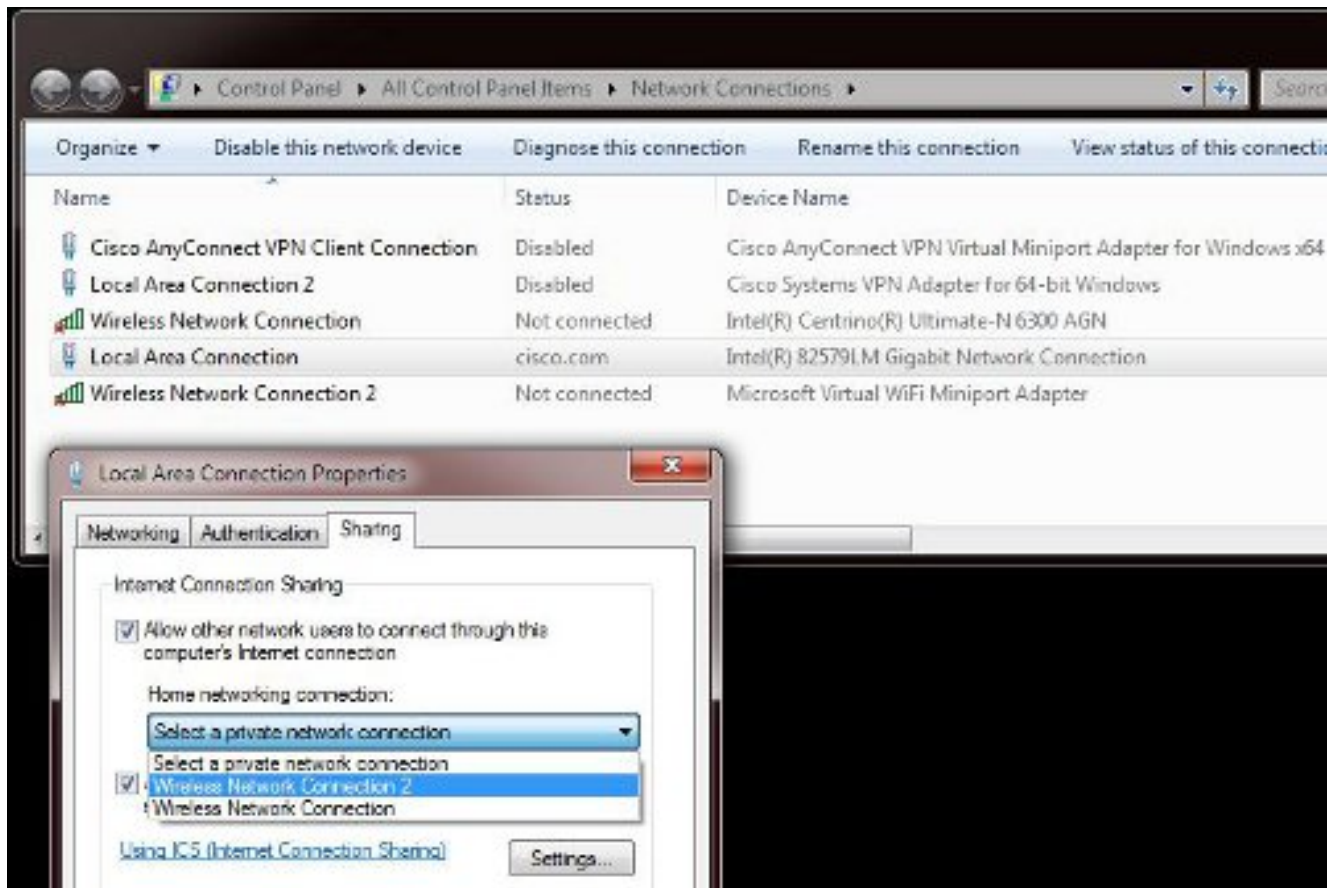 Control Panel ▸ All Control Panel Items ▸ Network Connections ▸
Search
Organize ▾ Disable this network device Diagnose this connection Rename this connection View status of this connectio
Name Status Device Name
Cisco AnyConnect VPN Client Connection Disabled Cisco AnyConnect VPN Virtual Miniport Adapter for Windows x64
Local Area Connection 2 Disabled Cisco Systems VPN Adapter for 64-bit Windows
Wireless Network Connection Not connected Intel(R) Centrino(R) Ultimate-N 6300 AGN
Local Area Connection cisco.com Intel(R) 82579LM Gigabit Network Connection
Wireless Network Connection 2 Not connected Microsoft Virtual WiFi Miniport Adapter
Local Area Connection Properties
Networking Authentication Sharing
Internet Connection Sharing
Allow other network users to connect through this
computer's Internet connection
Home networking connection:
Select a private network connection
Select a private network connection
Wireless Network Connection 2
Wireless Network Connection
Using ICS (Internet Connection Sharing)
Settings...